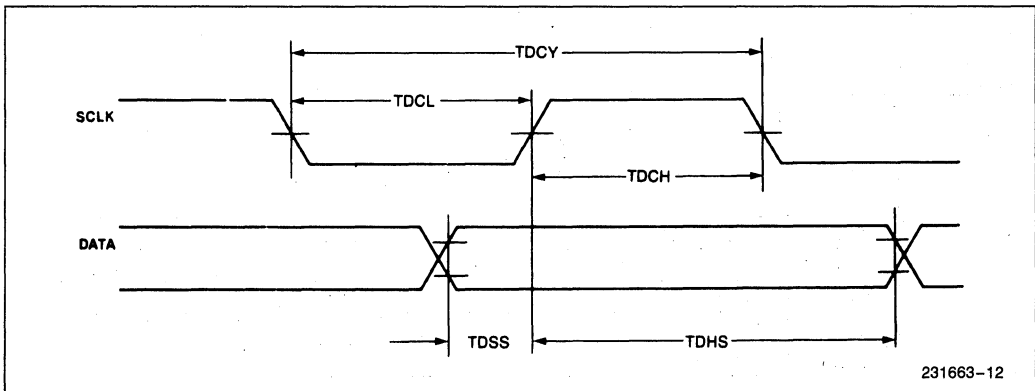 TDCY
TDCL
SCLK
TDCH
DATA
TDSS
TDHS
231663-12